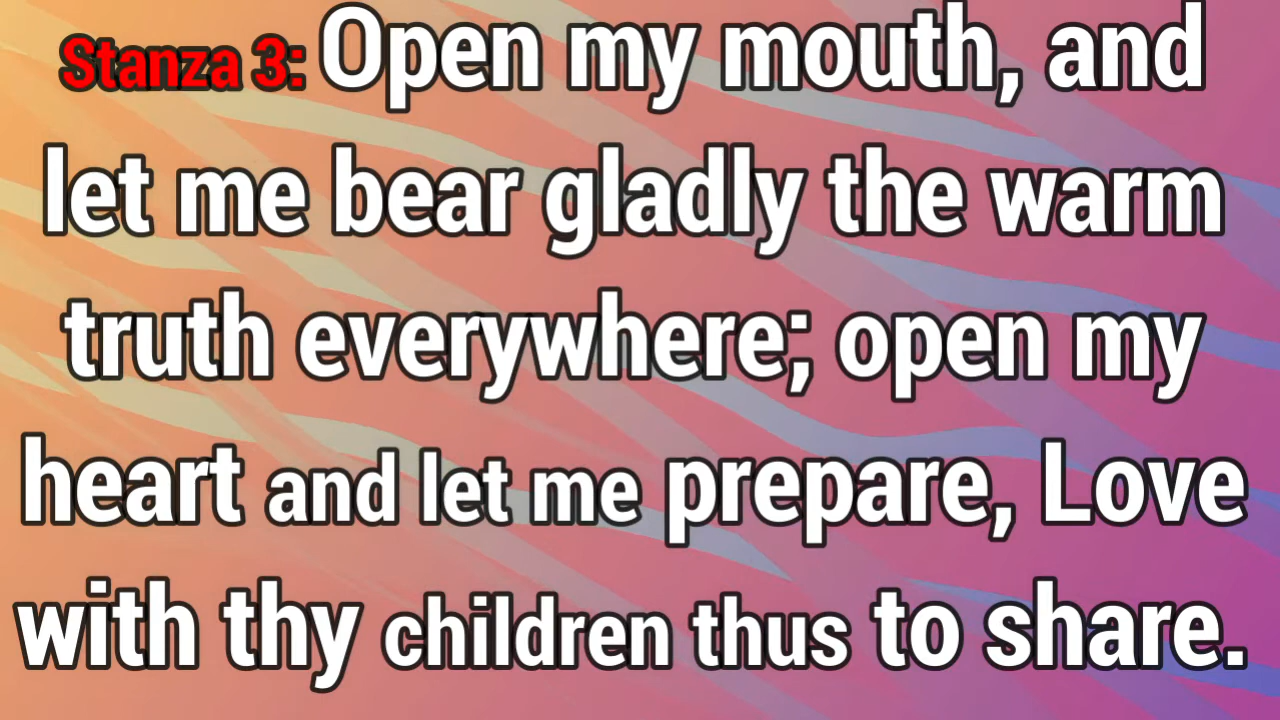 Stanza 3: Open my mouth, and
let me bear gladly the warm
truth everywhere; open my
heart and let me prepare, Love
with thy children thus to share.